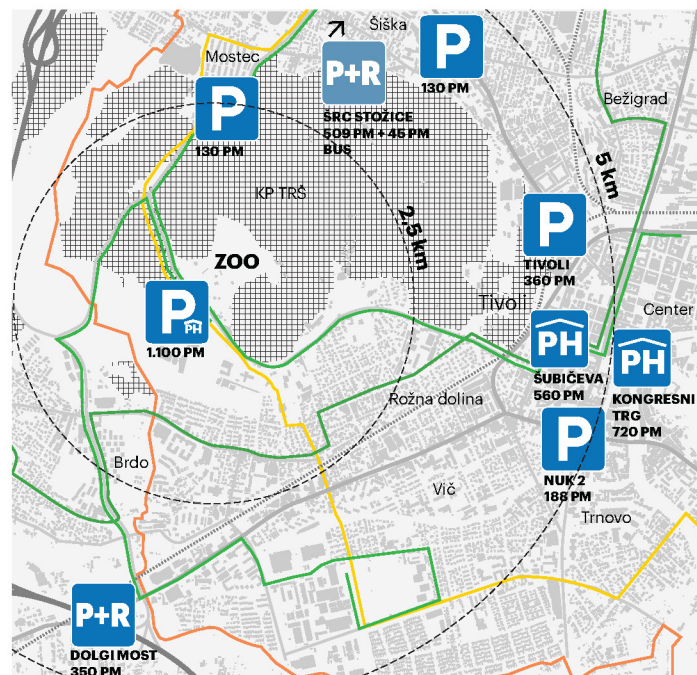 Šiška
P
130 PM
Mostec
P+R
ŠRC STOŽICE
509 PM + 45 PM
BUS
P
130 PM
Bežigrad
5 km
KP TRŠ
2,5 km
ZOO
P
TIVOLI
360 PM
Tivoli
P
PH
1.100 PM
Center
PH
ŠUBIČEVA
560 PM
PH
KONGRESNI
TRG
720 PM
Rožna dolina
P
NUK 2
188 PM
Brdo
Vič
Trnovo
P+R
DOLGI MOST
350 PM